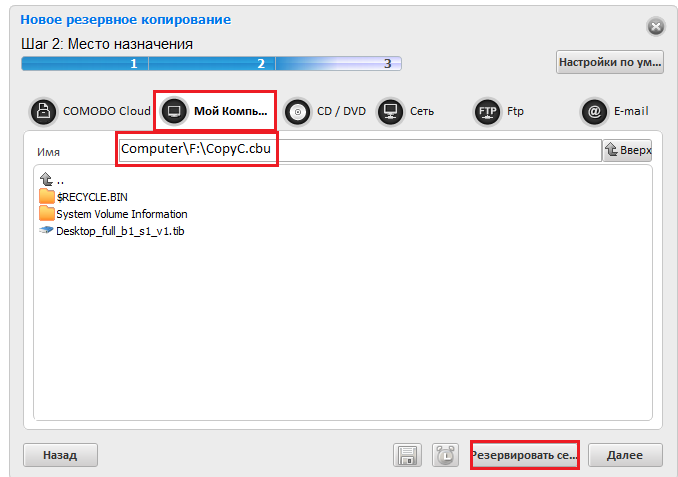 Новое резервное копирование
Шаг 2: Место назначения
1 2 3
Настройки по ум...
COMODO Cloud Мой Компь... CD / DVD Сеть FTP Ftp @ E-mail
Имя Computer\F:\CopyC.cbu Вверх
..
$RECYCLE.BIN
System Volume Information
Desktop_full_b1_s1_v1.tib
Назад Резервировать се... Далее